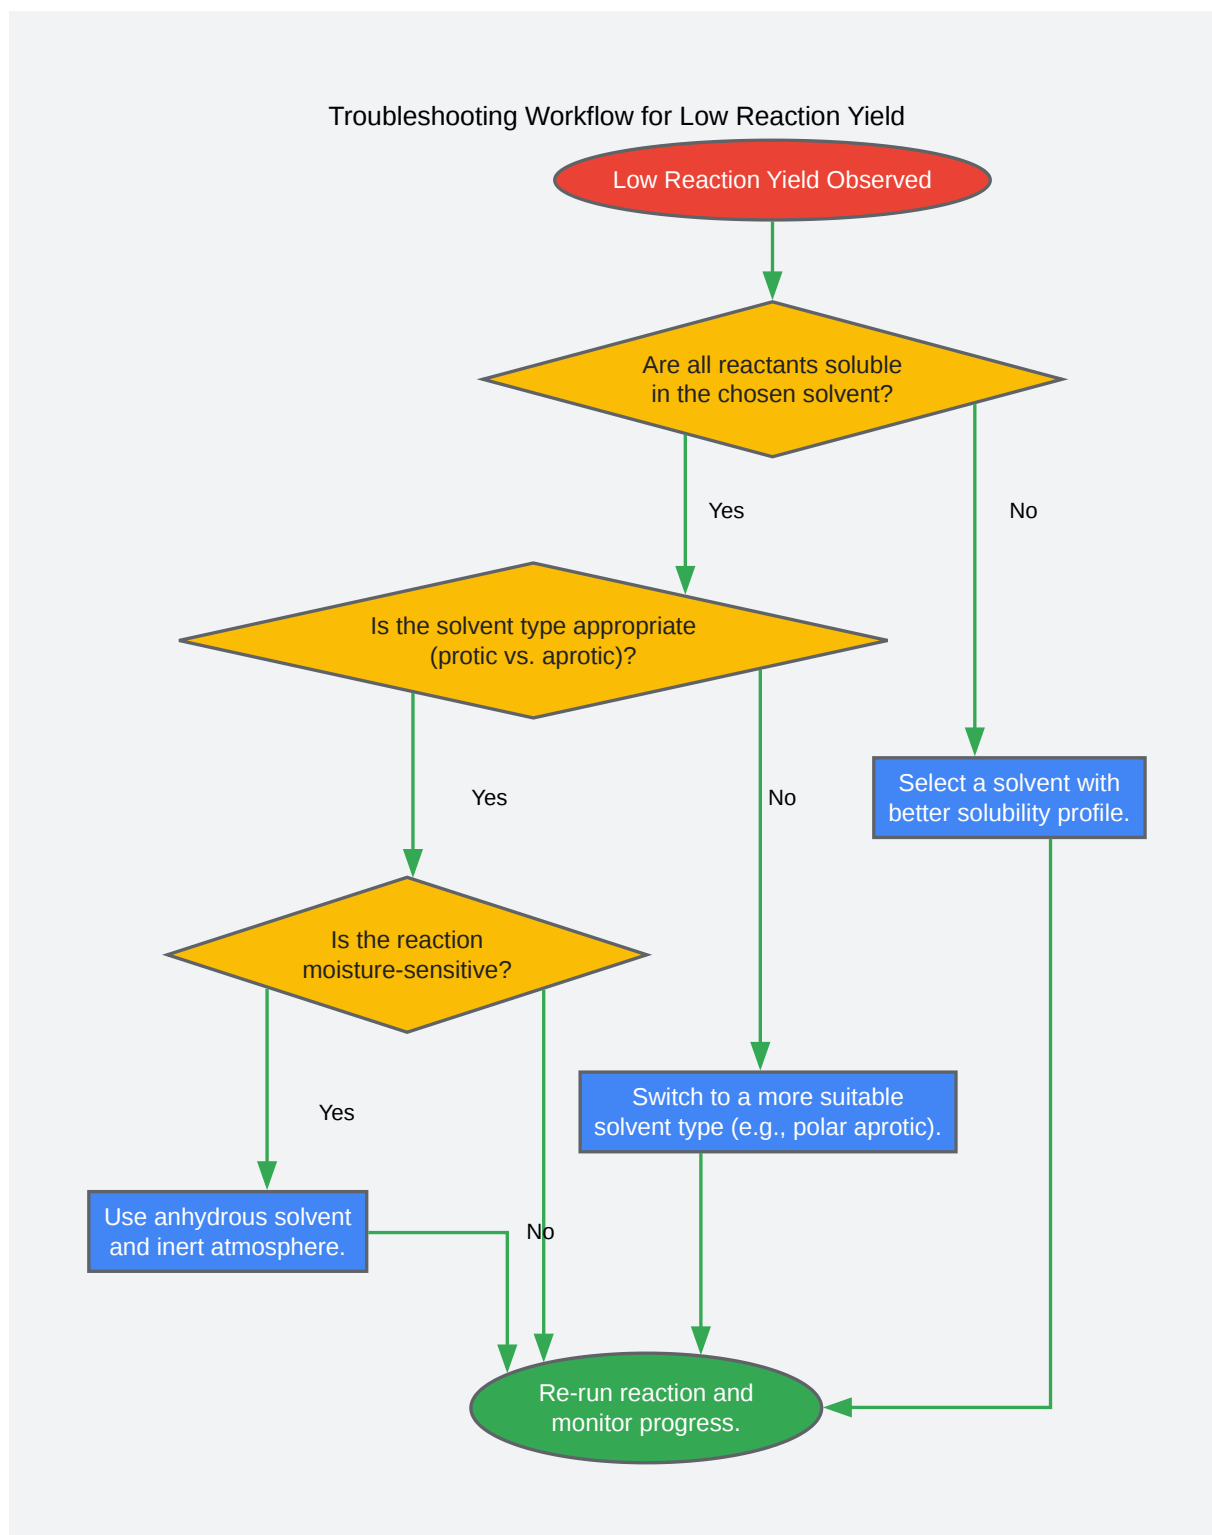 Troubleshooting Workflow for Low Reaction Yield
Low Reaction Yield Observed
Are all reactants soluble
in the chosen solvent?
Yes
No
Is the solvent type appropriate
(protic vs. aprotic)?
Yes
No
Select a solvent with
better solubility profile.
Is the reaction
moisture-sensitive?
Yes
Switch to a more suitable
solvent type (e.g., polar aprotic).
Use anhydrous solvent
and inert atmosphere.
No
Re-run reaction and
monitor progress.